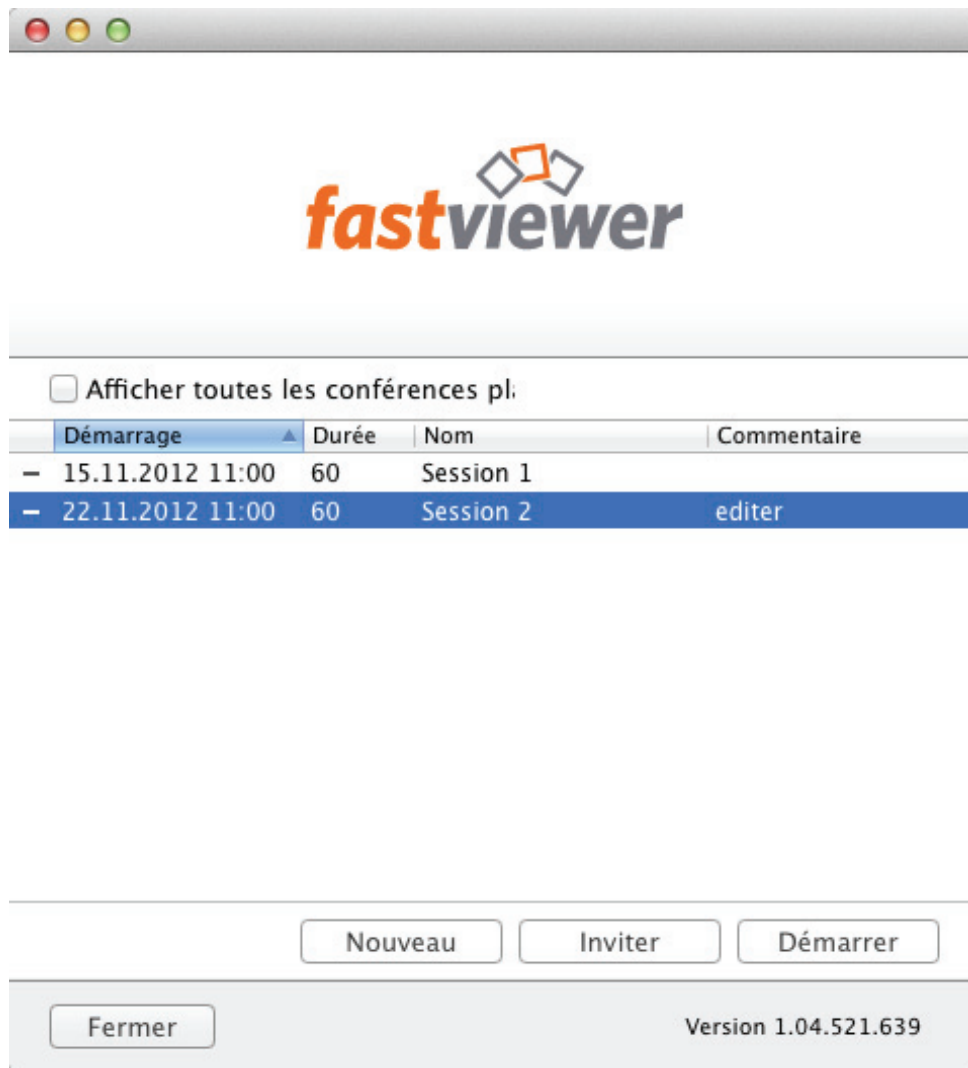 fastviewer
Afficher toutes les conférences pl
Démarrage Durée Nom Commentaire
15.11.2012 11:00 60 Session 1
22.11.2012 11:00 60 Session 2 editer
Nouveau Inviter Démarrer
Fermer Version 1.04.521.639